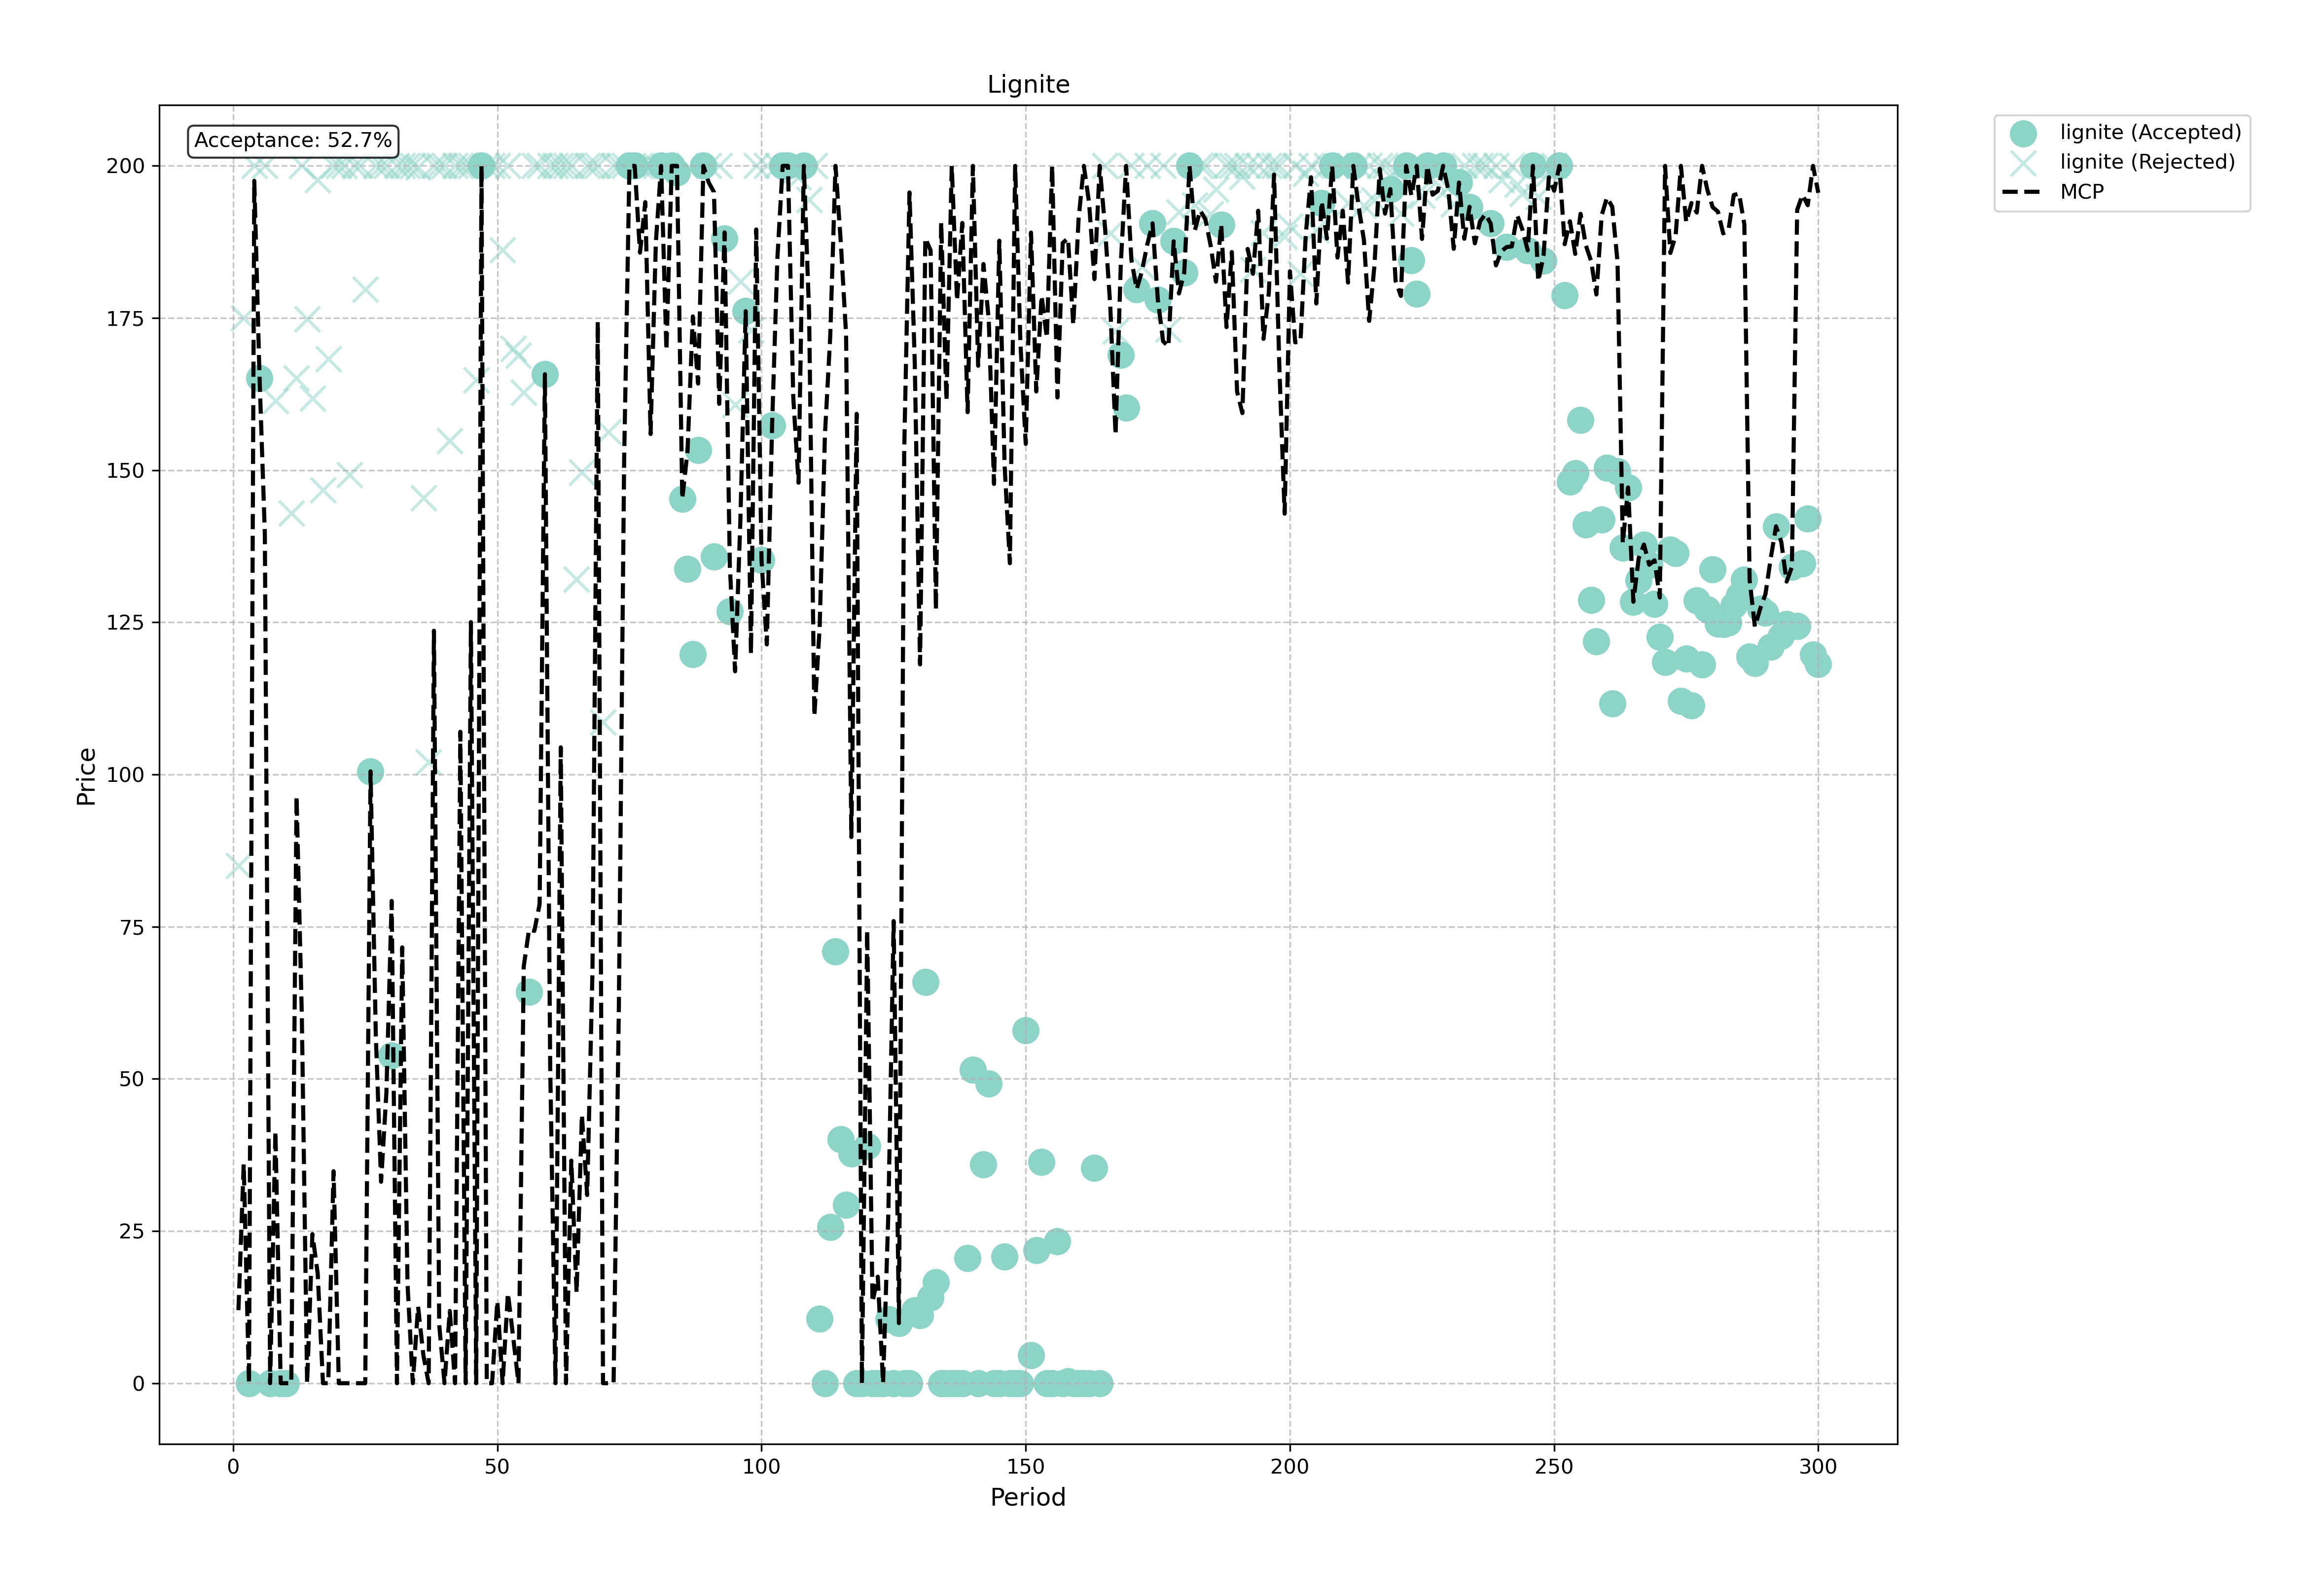 Lignite
Acceptance: 52.7%
lignite (Accepted)
lignite (Rejected)
MCP
Price
200
175
150
125
100
75
50
25
0
0 50 100 150 200 250 300
Period